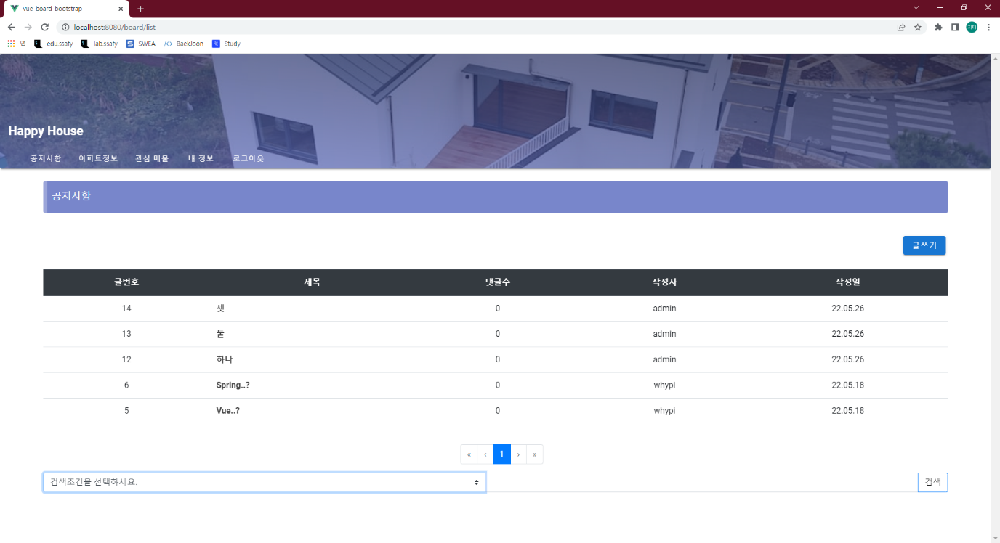 vue-board-bootstrap
localhost:8080/board/list
앱 edu.ssafy lab.ssafy SWEA BaekJoon Study
Happy House
공지사항 아파트정보 관심 매물 내 정보 로그아웃
공지사항
글쓰기
글번호 제목 댓글수 작성자 작성일
14 셋 0 admin 22.05.26
13 둘 0 admin 22.05.26
12 하나 0 admin 22.05.26
6 Spring..? 0 whypi 22.05.18
5 Vue..? 0 whypi 22.05.18
« ‹ 1 › »
검색조건을 선택하세요. 검색